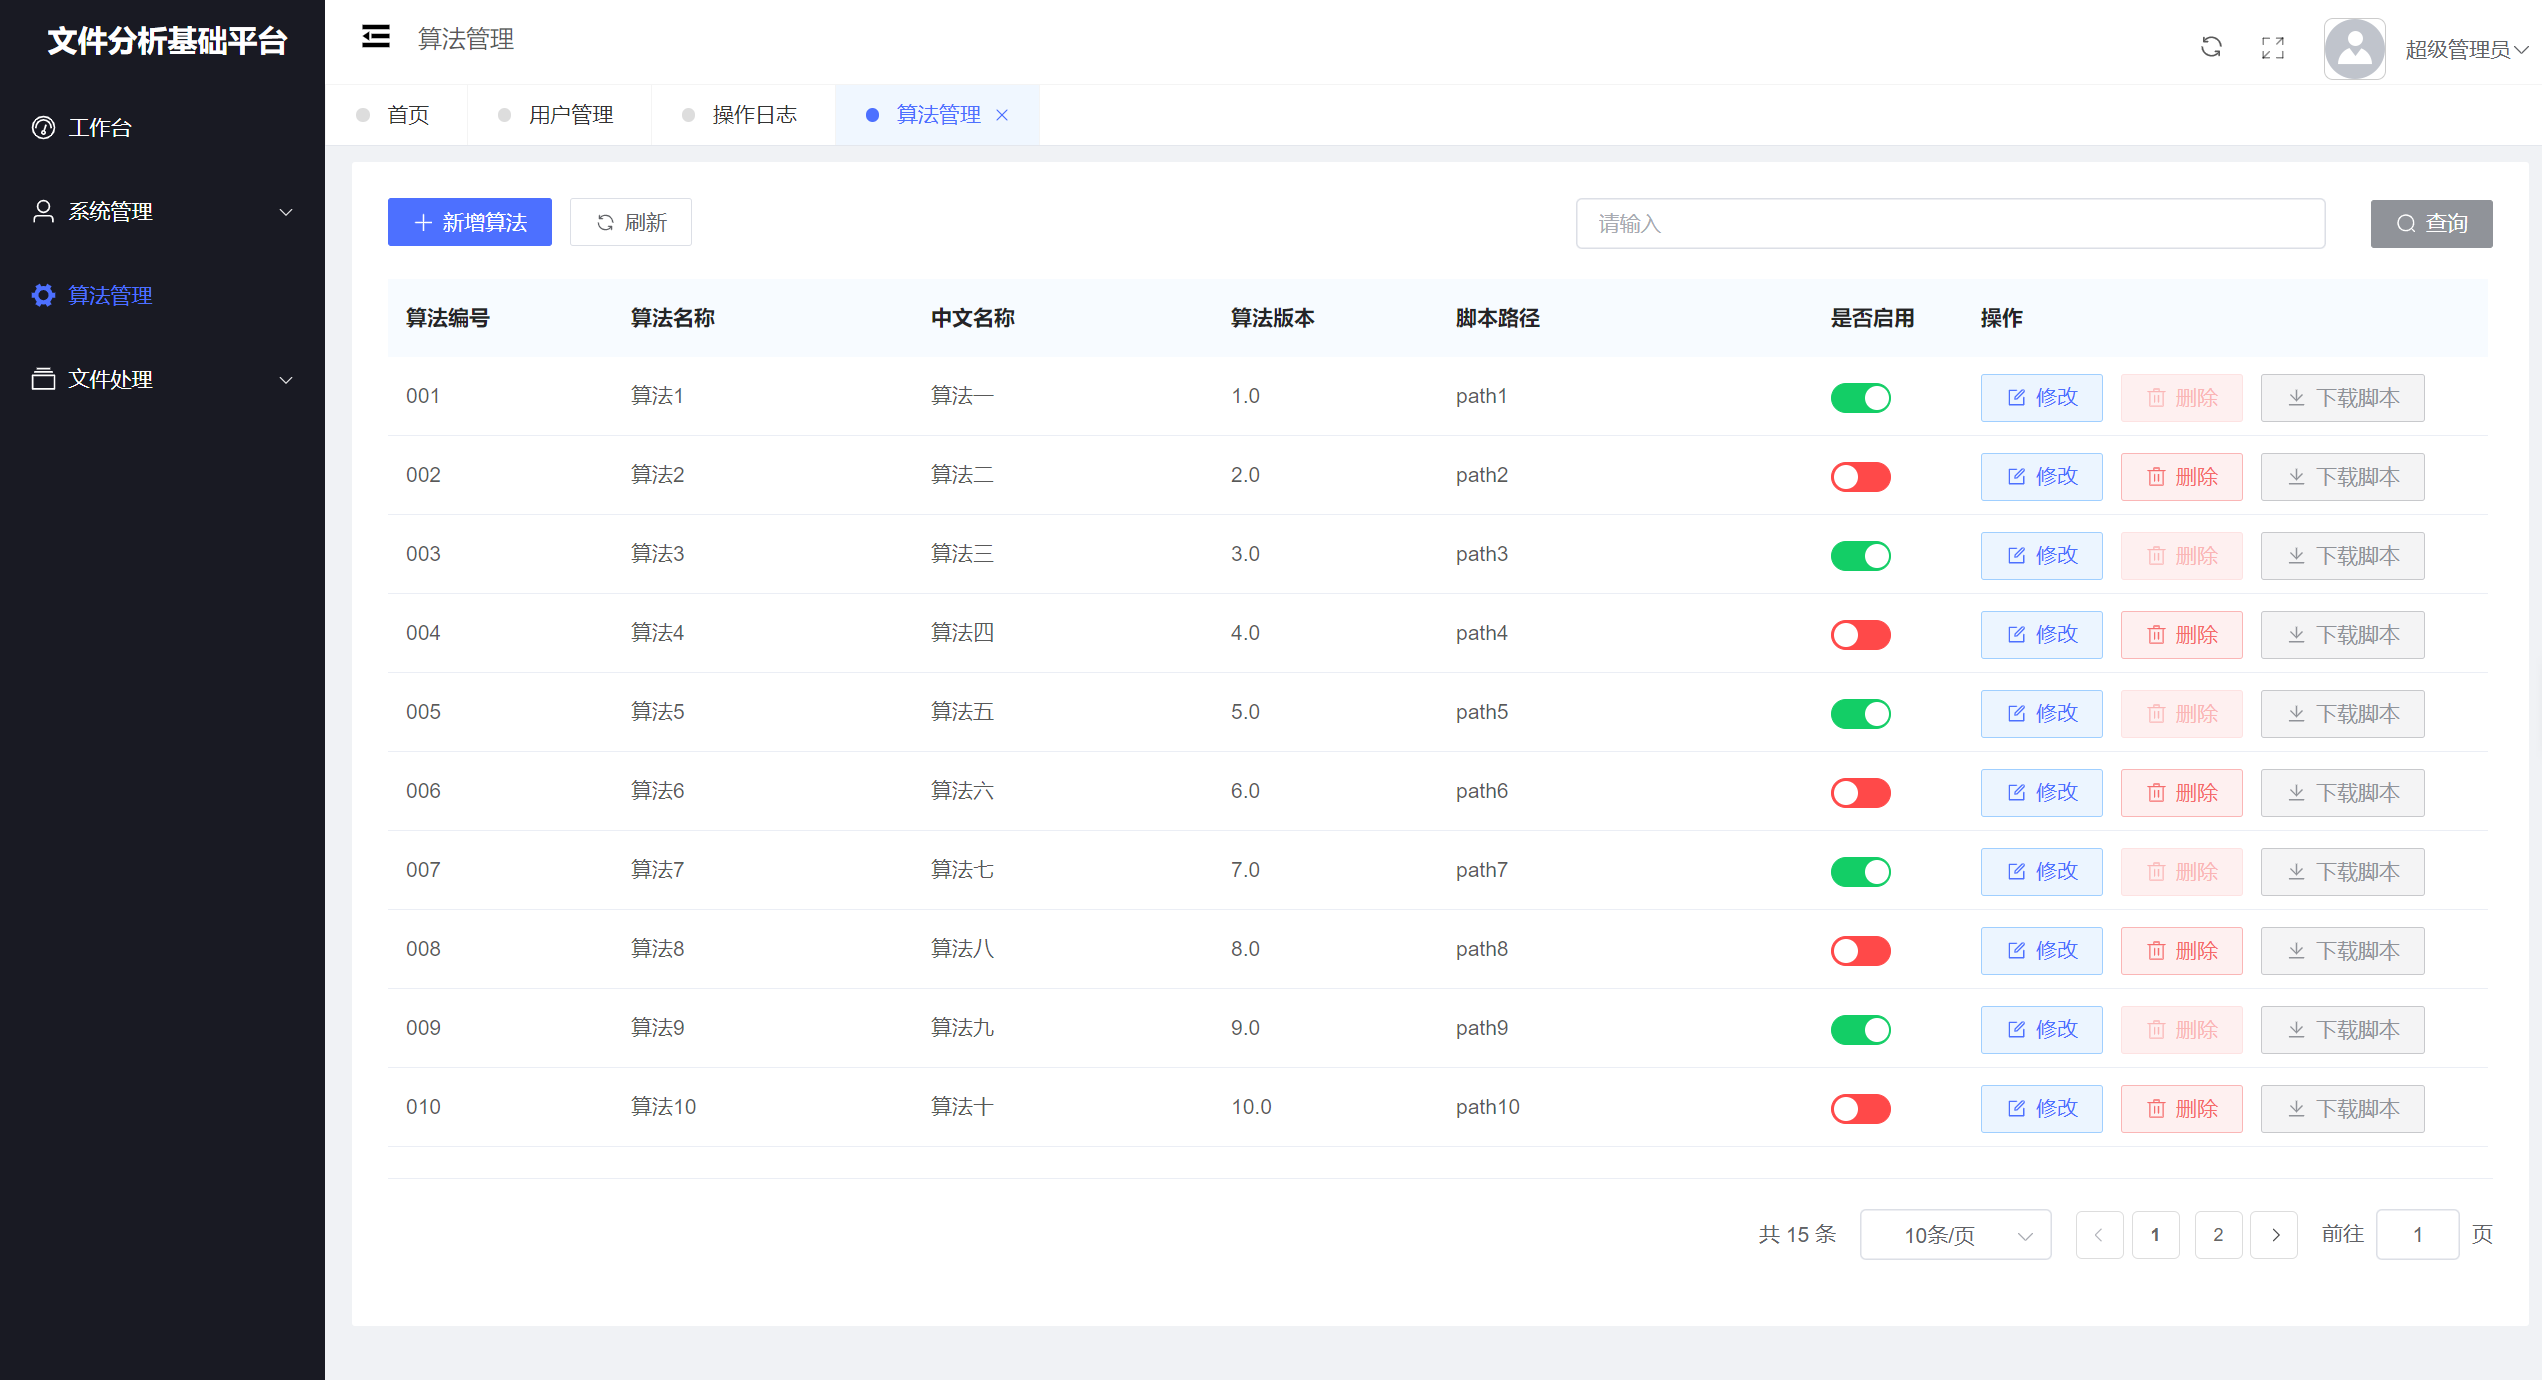 文件分析基础平台
工作台
系统管理
算法管理
文件处理
算法管理
超级管理员
首页 用户管理 操作日志 算法管理
新增算法 刷新 请输入 查询
算法编号 算法名称 中文名称 算法版本 脚本路径 是否启用 操作
001 算法1 算法一 1.0 path1 修改 删除 下载脚本
002 算法2 算法二 2.0 path2 修改 删除 下载脚本
003 算法3 算法三 3.0 path3 修改 删除 下载脚本
004 算法4 算法四 4.0 path4 修改 删除 下载脚本
005 算法5 算法五 5.0 path5 修改 删除 下载脚本
006 算法6 算法六 6.0 path6 修改 删除 下载脚本
007 算法7 算法七 7.0 path7 修改 删除 下载脚本
008 算法8 算法八 8.0 path8 修改 删除 下载脚本
009 算法9 算法九 9.0 path9 修改 删除 下载脚本
010 算法10 算法十 10.0 path10 修改 删除 下载脚本
共 15 条 10条/页 1 2 前往 1 页